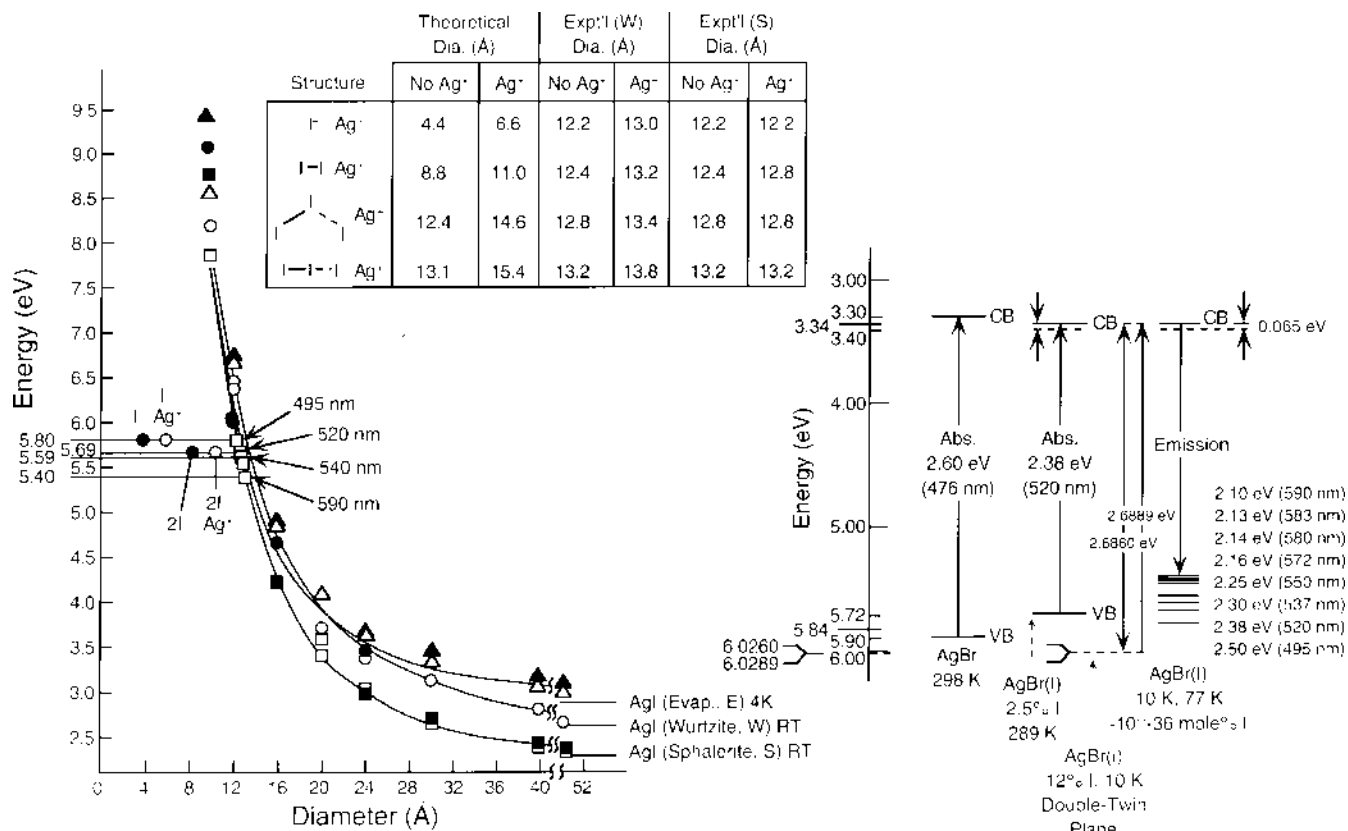 Theoretical Dia. (Å) Expt'l (W) Dia. (Å) Expt'l (S) Dia. (Å)
Structure No Ag⁺ Ag⁺ No Ag⁺ Ag⁺ No Ag⁺ Ag⁺
I⁻ Ag⁺ 4.4 6.6 12.2 13.0 12.2 12.2
I–I Ag⁺ 8.8 11.0 12.4 13.2 12.4 12.8
I I I Ag⁺ 12.4 14.6 12.8 13.4 12.8 12.8
I–I–I Ag⁺ 13.1 15.4 13.2 13.8 13.2 13.2
Energy (eV)
9.5
9.0
8.5
8.0
7.5
7.0
6.5
6.0
5.80
5.69
5.59
5.5
5.40
5.0
4.5
4.0
3.5
3.0
2.5
I
I Ag⁺
2I
2I
Ag⁺
495 nm
520 nm
540 nm
590 nm
AgI (Evap., E) 4K
AgI (Wurtzite, W) RT
AgI (Sphalerite, S) RT
0 4 8 12 16 20 24 28 32 36 40 52
Diameter (Å)
Energy (eV)
3.00
3.30
3.34
3.40
4.00
5.00
5.72
5.84
5.90
6.00
6.0260
6.0289
CB
CB
CB
0.065 eV
Abs.
2.60 eV
(476 nm)
Abs.
2.38 eV
(520 nm)
2.6889 eV
2.6860 eV
Emission
2.10 eV (590 nm)
2.13 eV (583 nm)
2.14 eV (580 nm)
2.16 eV (572 nm)
2.25 eV (550 nm)
2.30 eV (537 nm)
2.38 eV (520 nm)
2.50 eV (495 nm)
VB
VB
AgBr
298 K
AgBr(I)
2.5% I
289 K
AgBr(I)
12% I, 10 K
Double-Twin
Plane
AgBr(I)
10 K, 77 K